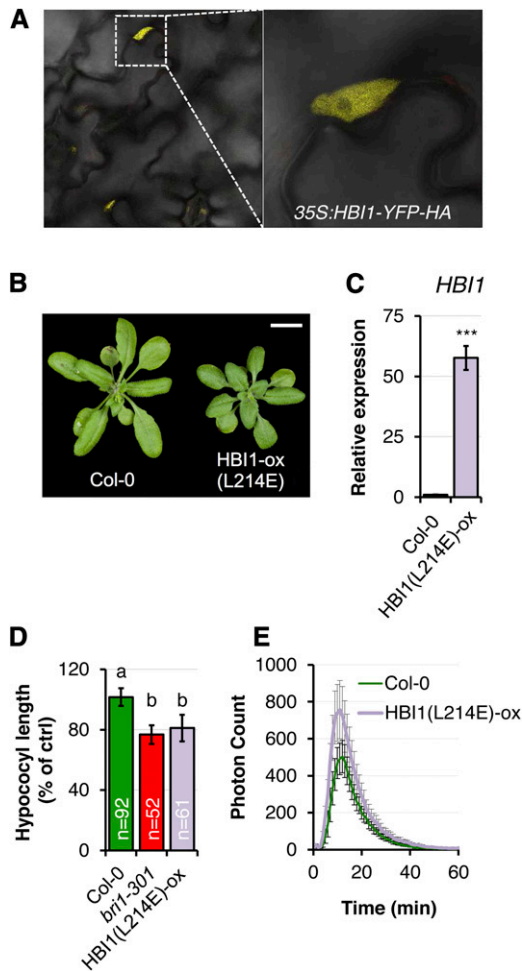 A
35S:HBI1-YFP-HA
B
Col-0
HBI1-ox
(L214E)
C
HBI1
Relative expression
75
50
25
0
***
Col-0
HBI1(L214E)-ox
D
Hypococyl length
(% of ctrl)
120
80
40
0
a
b
b
n=92
n=52
n=61
Col-0
bri1-301
HBI1(L214E)-ox
E
Photon Count
1000
800
600
400
200
0
Col-0
HBI1(L214E)-ox
0
20
40
60
Time (min)